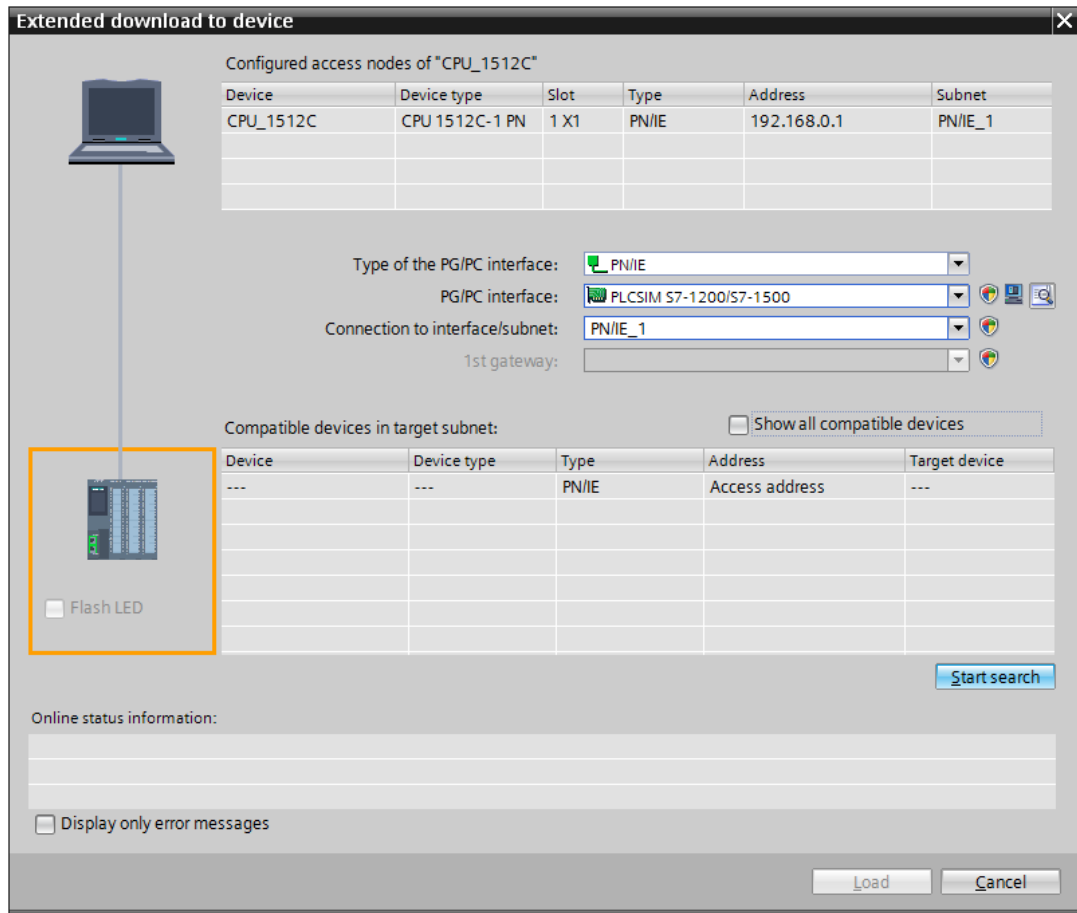 Extended download to device
Configured access nodes of "CPU_1512C"
Device Device type Slot Type Address Subnet
CPU_1512C CPU 1512C-1 PN 1 X1 PN/IE 192.168.0.1 PN/IE_1
Type of the PG/PC interface: PN/IE
PG/PC interface: PLCSIM S7-1200/S7-1500
Connection to interface/subnet: PN/IE_1
1st gateway:
Compatible devices in target subnet: Show all compatible devices
Device Device type Type Address Target device
--- --- PN/IE Access address ---
Flash LED
Start search
Online status information:
Display only error messages
Load Cancel